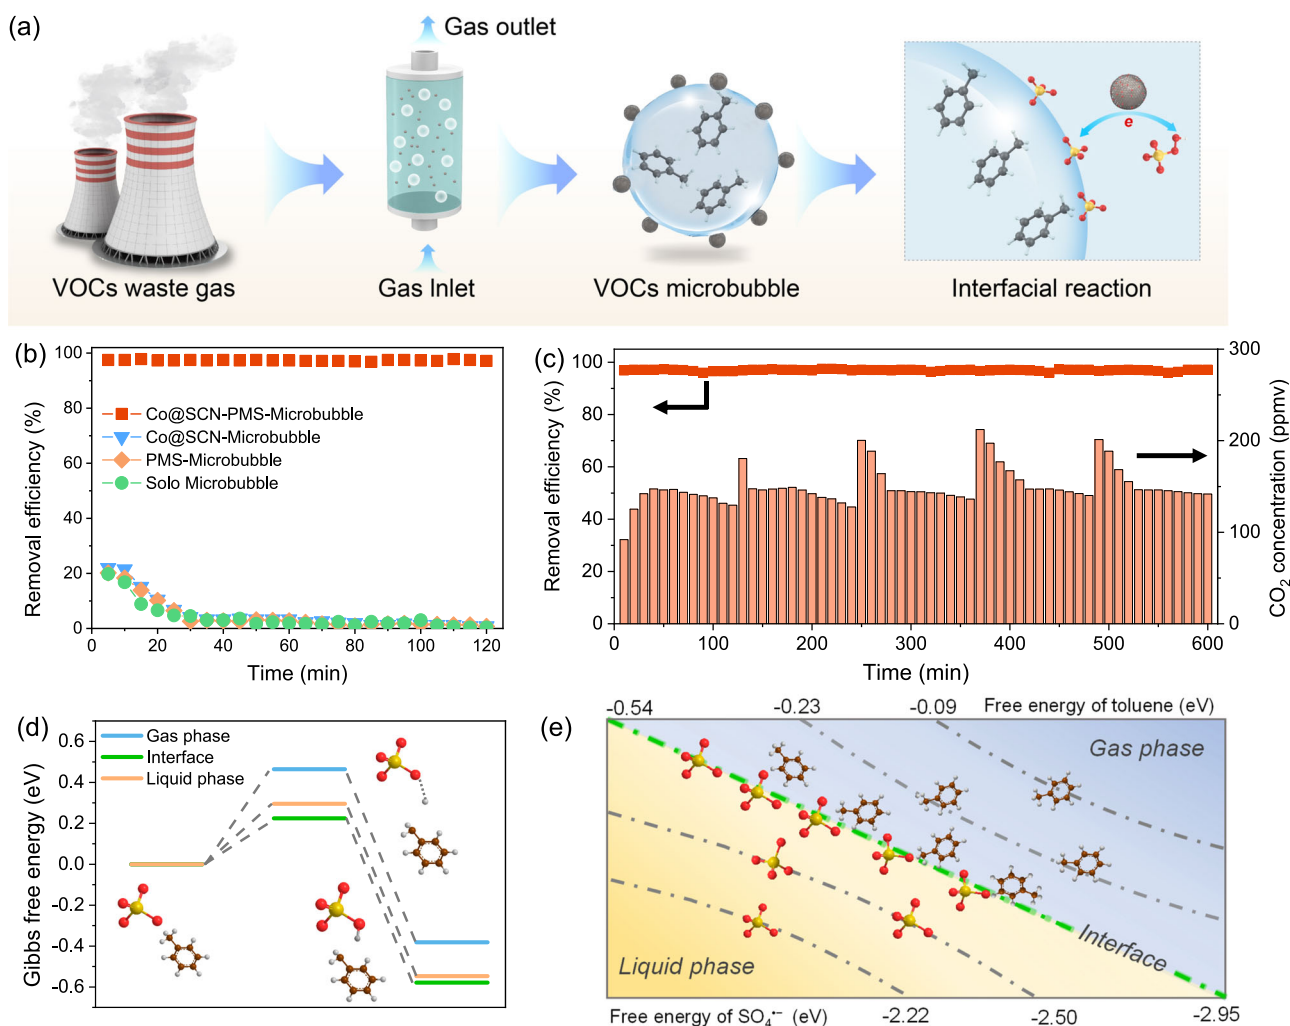 (a)
Gas outlet
VOCs waste gas
Gas Inlet
VOCs microbubble
e
Interfacial reaction
(b)
Removal efficiency (%)
100
80
60
40
20
0
Co@SCN-PMS-Microbubble
Co@SCN-Microbubble
PMS-Microbubble
Solo Microbubble
0 20 40 60 80 100 120
Time (min)
(c)
Removal efficiency (%)
100
80
60
40
20
0
300
200
100
0
CO₂ concentration (ppmv)
0 100 200 300 400 500 600
Time (min)
(d)
Gibbs free energy (eV)
0.6
0.4
0.2
0.0
-0.2
-0.4
-0.6
Gas phase
Interface
Liquid phase
(e)
-0.54 -0.23 -0.09 Free energy of toluene (eV)
Gas phase
Interface
Liquid phase
Free energy of SO₄•⁻ (eV) -2.22 -2.50 -2.95